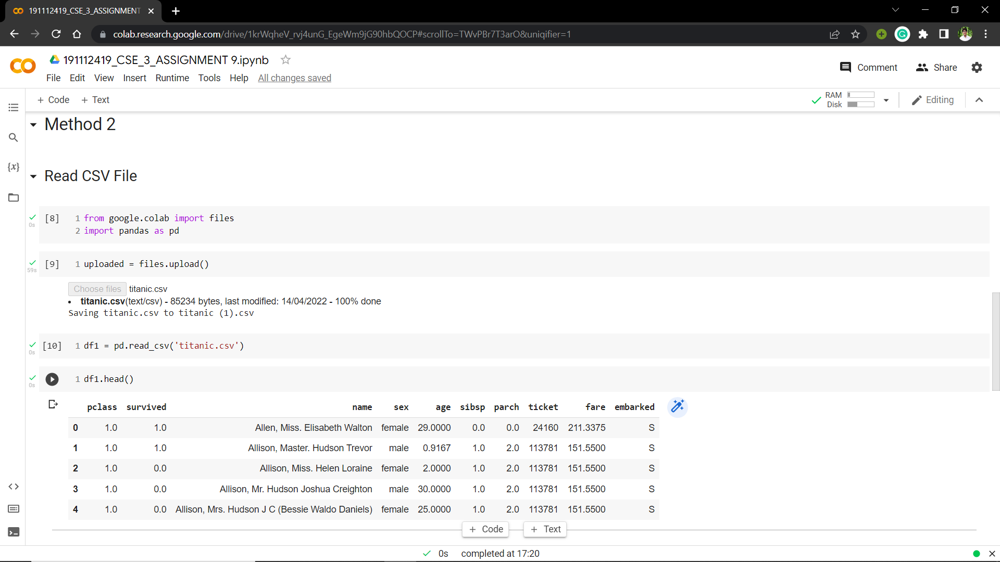 191112419_CSE_3_ASSIGNMENT
colab.research.google.com/drive/1krWqheV_rvj4unG_EgeWm9jG90hbQOCP#scrollTo=TWvPBr7T3arO&uniqifier=1
191112419_CSE_3_ASSIGNMENT 9.ipynb
Comment Share
File Edit View Insert Runtime Tools Help All changes saved
+ Code + Text
RAM
Disk
Editing
Method 2
{x}
Read CSV File
[8] 1 from google.colab import files
0s 2 import pandas as pd
[9] 1 uploaded = files.upload()
59s
Choose files titanic.csv
• titanic.csv(text/csv) - 85234 bytes, last modified: 14/04/2022 - 100% done
Saving titanic.csv to titanic (1).csv
[10] 1 df1 = pd.read_csv('titanic.csv')
0s
1 df1.head()
0s
pclass survived name sex age sibsp parch ticket fare embarked
0 1.0 1.0 Allen, Miss. Elisabeth Walton female 29.0000 0.0 0.0 24160 211.3375 S
1 1.0 1.0 Allison, Master. Hudson Trevor male 0.9167 1.0 2.0 113781 151.5500 S
2 1.0 0.0 Allison, Miss. Helen Loraine female 2.0000 1.0 2.0 113781 151.5500 S
3 1.0 0.0 Allison, Mr. Hudson Joshua Creighton male 30.0000 1.0 2.0 113781 151.5500 S
4 1.0 0.0 Allison, Mrs. Hudson J C (Bessie Waldo Daniels) female 25.0000 1.0 2.0 113781 151.5500 S
+ Code + Text
0s completed at 17:20